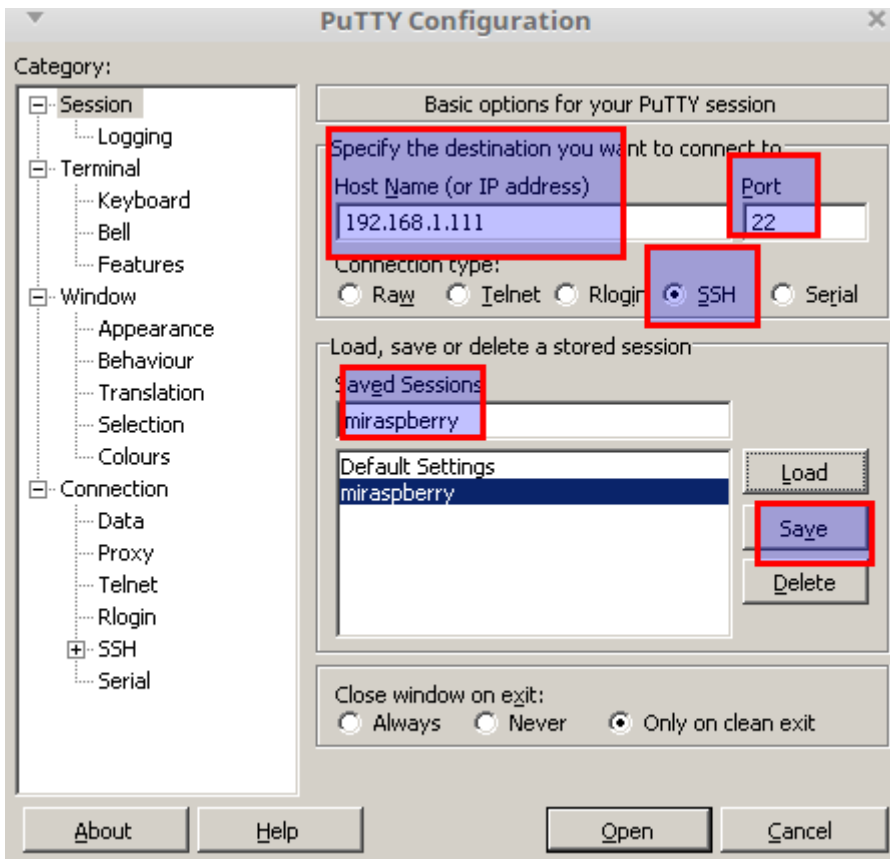 PuTTY Configuration
Category:
Session
Logging
Terminal
Keyboard
Bell
Features
Window
Appearance
Behaviour
Translation
Selection
Colours
Connection
Data
Proxy
Telnet
Rlogin
SSH
Serial
Basic options for your PuTTY session
Specify the destination you want to connect to
Host Name (or IP address) Port
192.168.1.111 22
Connection type:
Raw Telnet Rlogin SSH Serial
Load, save or delete a stored session
Saved Sessions
miraspberry
Default Settings
miraspberry
Load
Save
Delete
Close window on exit:
Always Never Only on clean exit
About Help Open Cancel